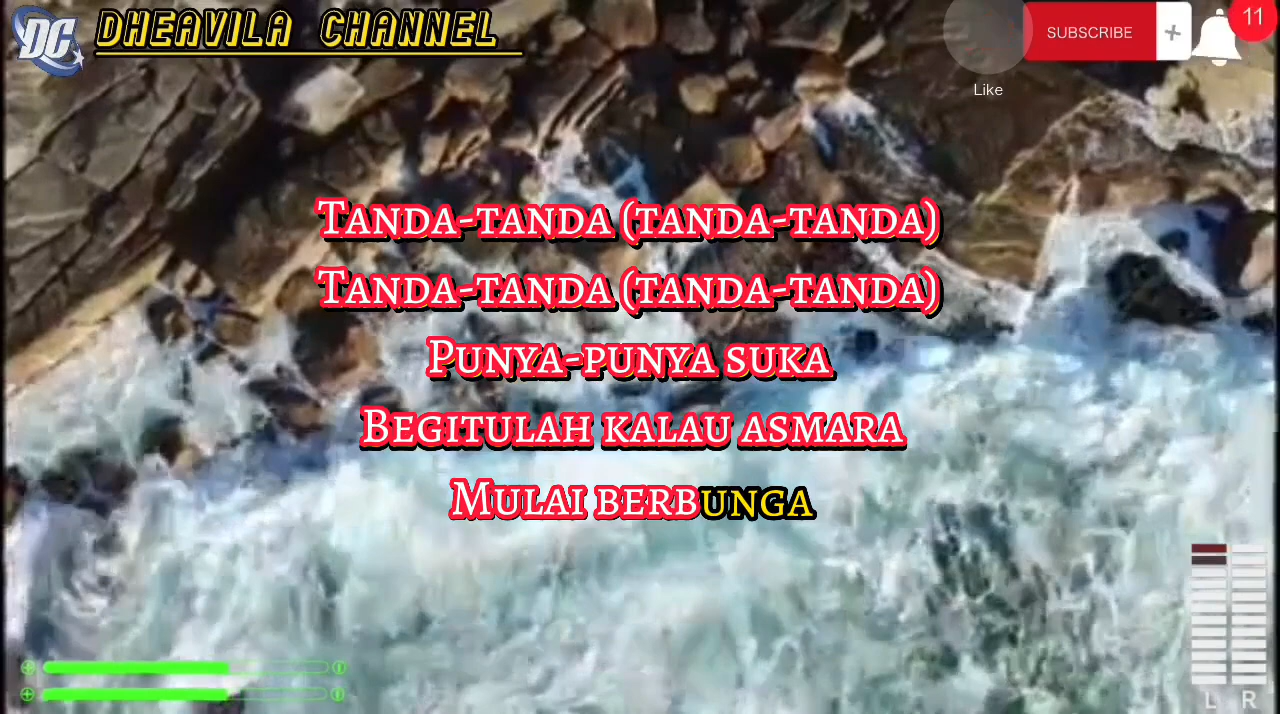 DC DHEAVILA CHANNEL
SUBSCRIBE +
11
Like
Tanda-tanda (tanda-tanda)
Tanda-tanda (tanda-tanda)
Punya-punya suka
Begitulah kalau asmara
Mulai berbunga
L R